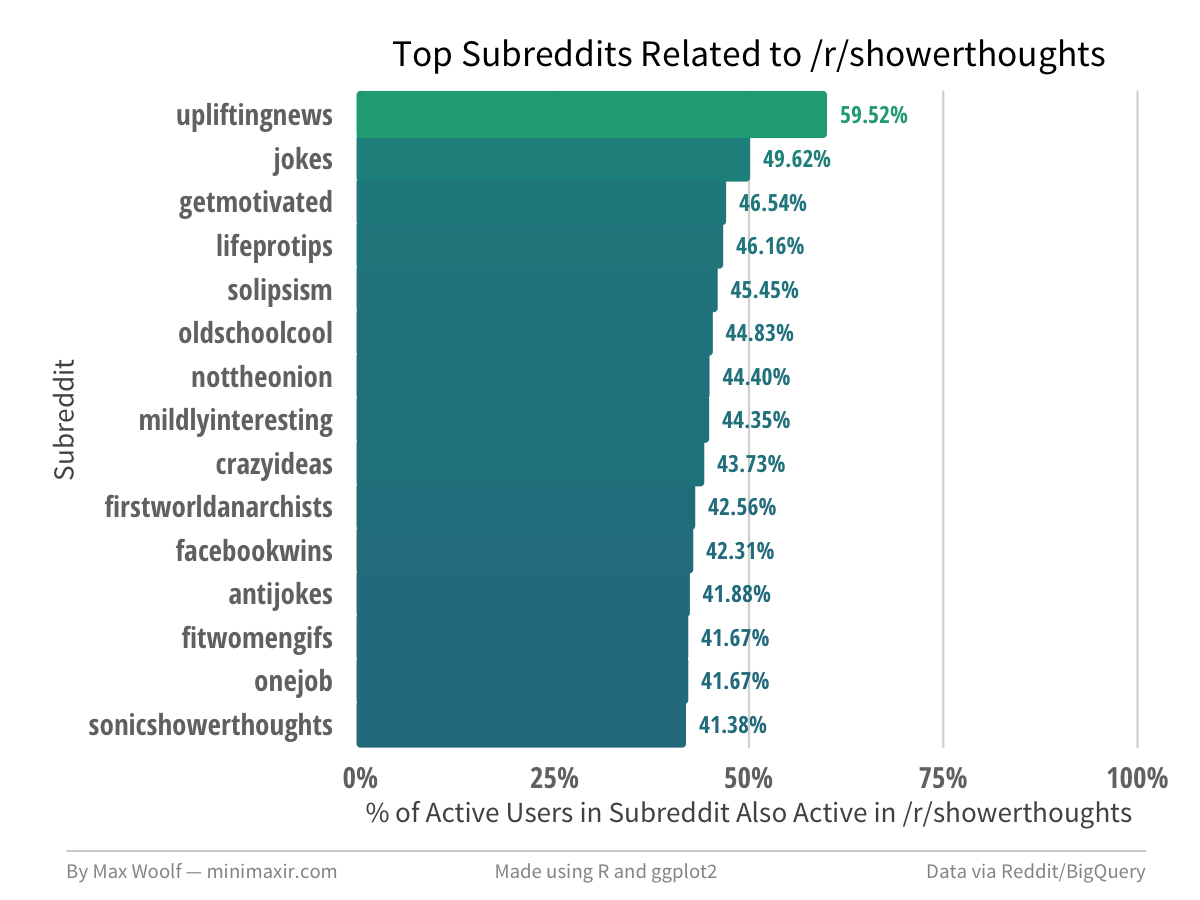 Top Subreddits Related to /r/showerthoughts
upliftingnews 59.52%
jokes 49.62%
getmotivated 46.54%
lifeprotips 46.16%
solipsism 45.45%
oldschoolcool 44.83%
nottheonion 44.40%
mildlyinteresting 44.35%
crazyideas 43.73%
firstworldanarchists 42.56%
facebookwins 42.31%
antijokes 41.88%
fitwomengifs 41.67%
onejob 41.67%
sonicshowerthoughts 41.38%
Subreddit
0% 25% 50% 75% 100%
% of Active Users in Subreddit Also Active in /r/showerthoughts
By Max Woolf — minimaxir.com Made using R and ggplot2 Data via Reddit/BigQuery